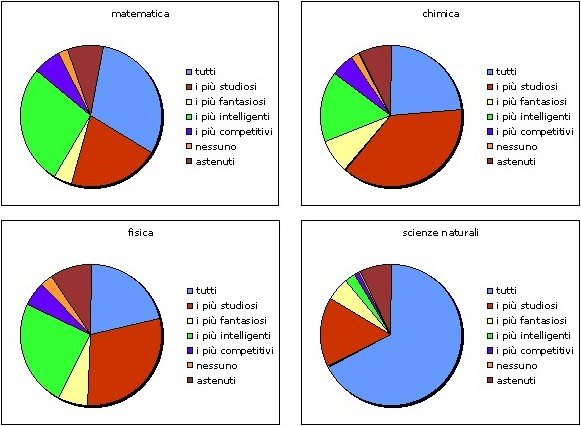 matematica
tutti
i più studiosi
i più fantasiosi
i più intelligenti
i più competitivi
nessuno
astenuti
chimica
tutti
i più studiosi
i più fantasiosi
i più intelligenti
i più competitivi
nessuno
astenuti
fisica
tutti
i più studiosi
i più fantasiosi
i più intelligenti
i più competitivi
nessuno
astenuti
scienze naturali
tutti
i più studiosi
i più fantasiosi
i più intelligenti
i più competitivi
nessuno
astenuti